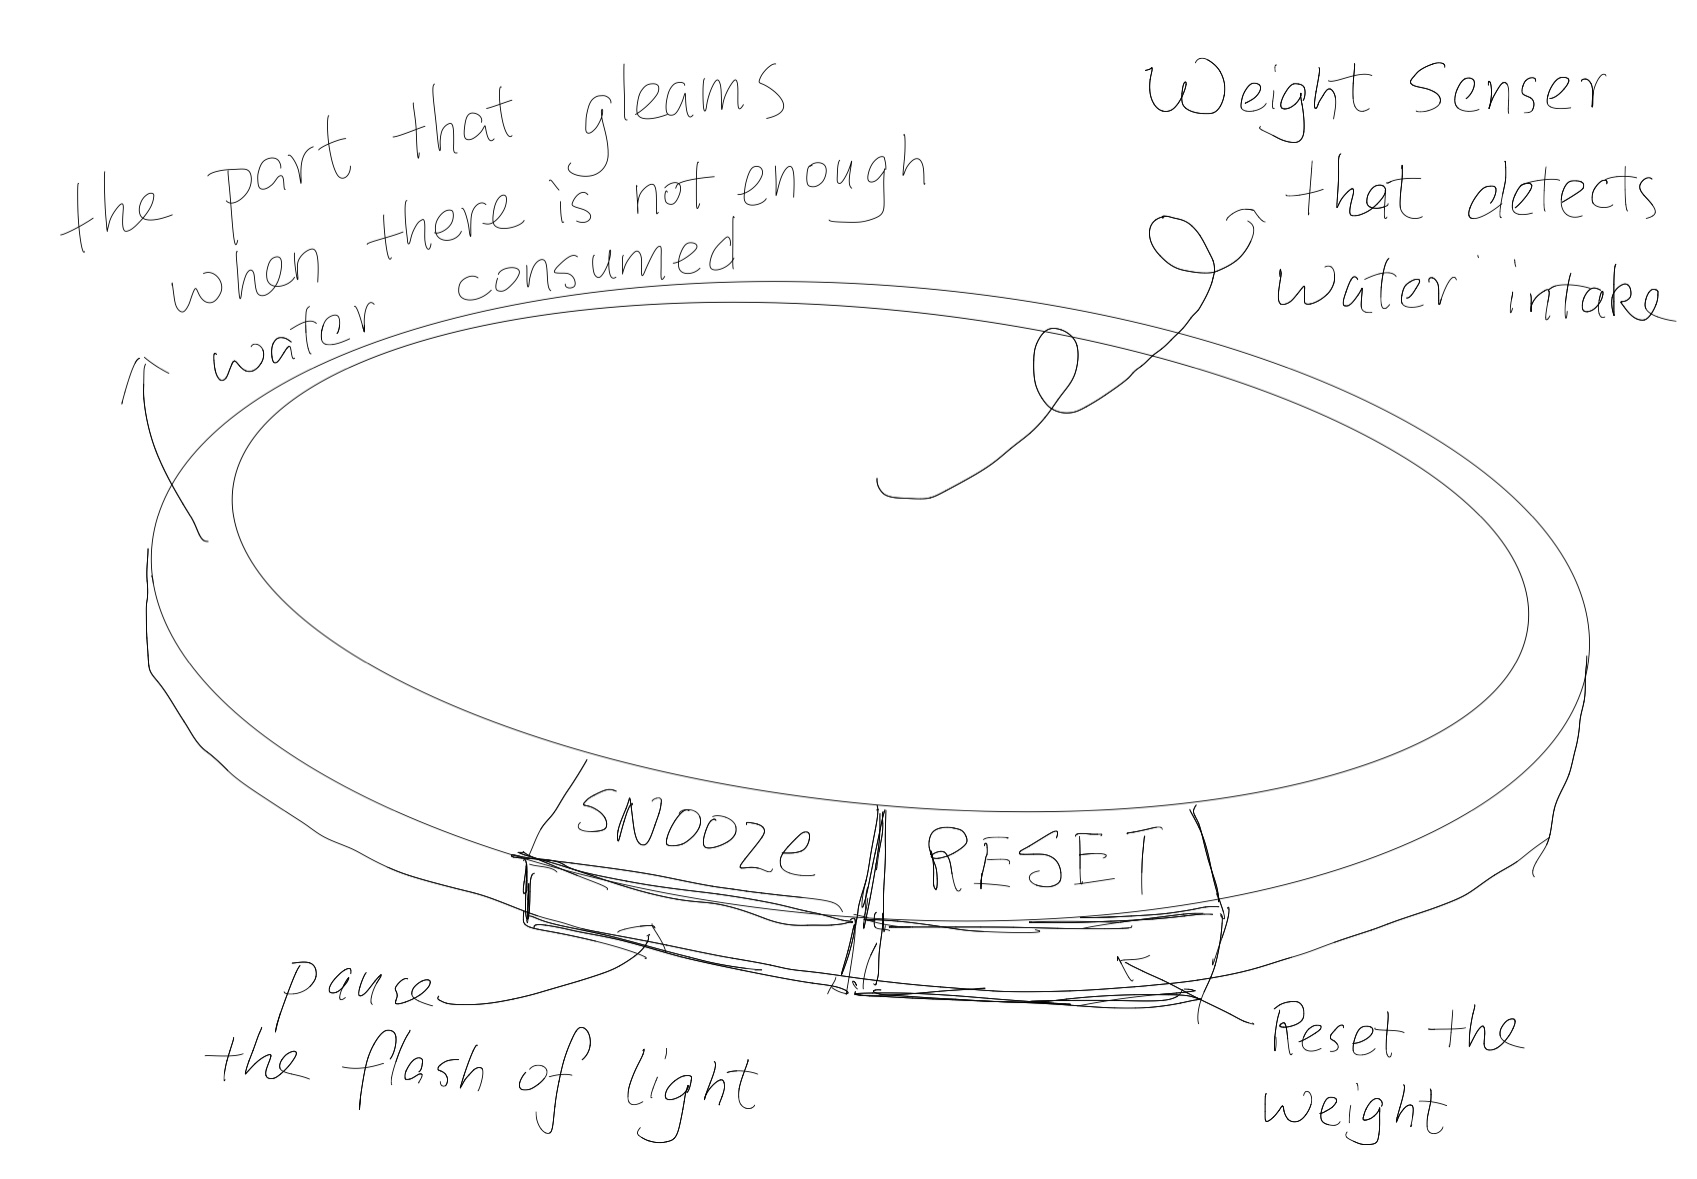 the part that gleams
when there is not enough
water consumed
Weight Senser
that detects
water intake
SNOOZe
RESET
pause
the flash of light
Reset the
weight